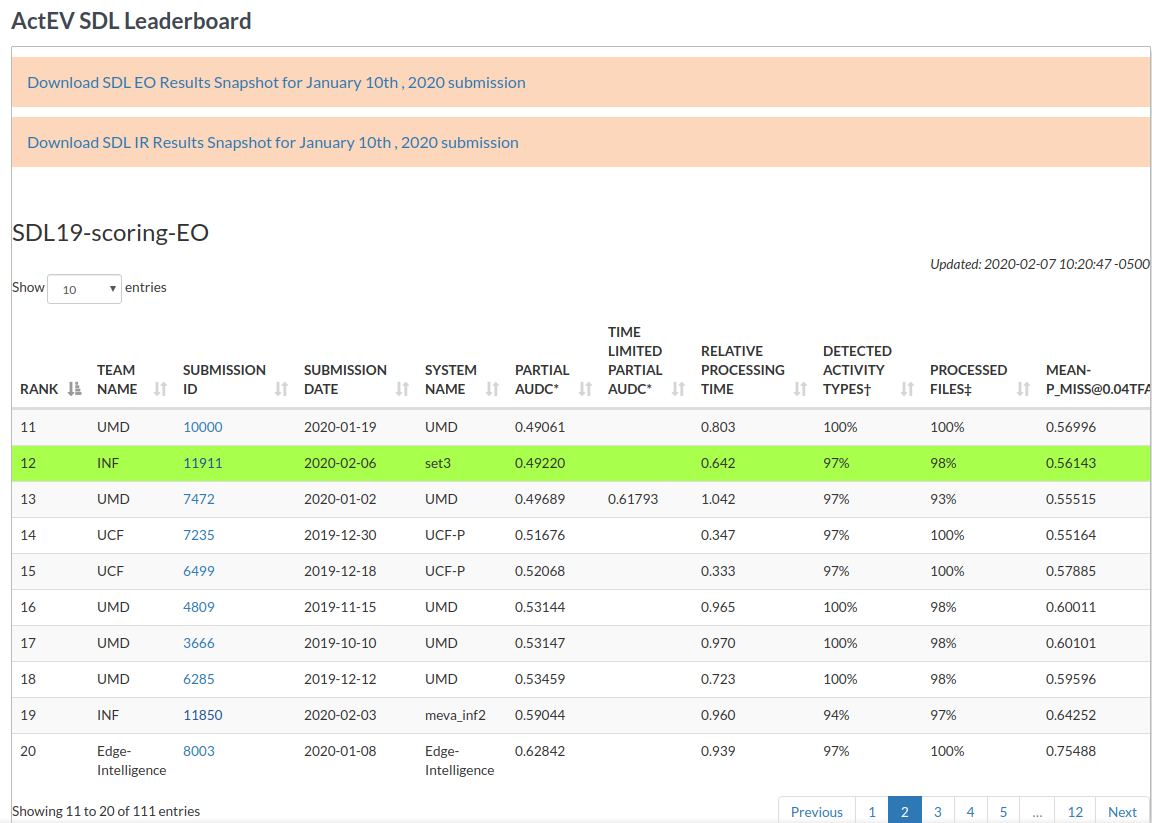 ActEV SDL Leaderboard
Download SDL EO Results Snapshot for January 10th , 2020 submission
Download SDL IR Results Snapshot for January 10th , 2020 submission
SDL19-scoring-EO
Updated: 2020-02-07 10:20:47 -0500
Show 10 entries
RANK TEAM NAME SUBMISSION ID SUBMISSION DATE SYSTEM NAME PARTIAL AUDC* TIME LIMITED PARTIAL AUDC* RELATIVE PROCESSING TIME DETECTED ACTIVITY TYPES† PROCESSED FILES‡ MEAN-P_MISS@0.04TFA
11 UMD 10000 2020-01-19 UMD 0.49061 0.803 100% 100% 0.56996
12 INF 11911 2020-02-06 set3 0.49220 0.642 97% 98% 0.56143
13 UMD 7472 2020-01-02 UMD 0.49689 0.61793 1.042 97% 93% 0.55515
14 UCF 7235 2019-12-30 UCF-P 0.51676 0.347 97% 100% 0.55164
15 UCF 6499 2019-12-18 UCF-P 0.52068 0.333 97% 100% 0.57885
16 UMD 4809 2019-11-15 UMD 0.53144 0.965 100% 98% 0.60011
17 UMD 3666 2019-10-10 UMD 0.53147 0.970 100% 98% 0.60101
18 UMD 6285 2019-12-12 UMD 0.53459 0.723 100% 98% 0.59596
19 INF 11850 2020-02-03 meva_inf2 0.59044 0.960 94% 97% 0.64252
20 Edge-Intelligence 8003 2020-01-08 Edge-Intelligence 0.62842 0.939 97% 100% 0.75488
Showing 11 to 20 of 111 entries
Previous 1 2 3 4 5 ... 12 Next